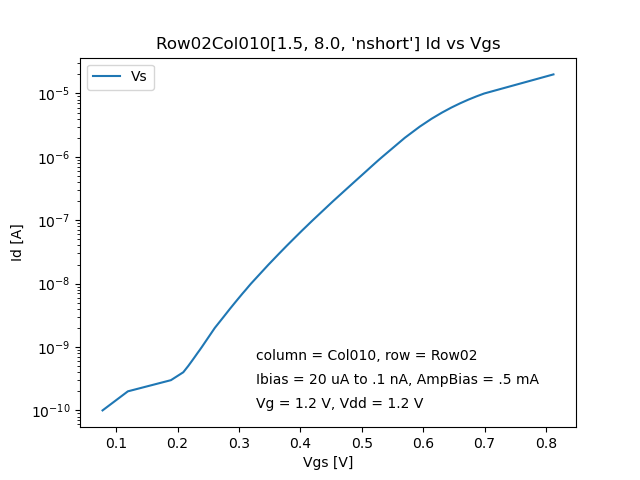 Row02Col010[1.5, 8.0, 'nshort'] Id vs Vgs
Vs
Id [A]
10⁻⁵
10⁻⁶
10⁻⁷
10⁻⁸
10⁻⁹
10⁻¹⁰
column = Col010, row = Row02
Ibias = 20 uA to .1 nA, AmpBias = .5 mA
Vg = 1.2 V, Vdd = 1.2 V
0.1 0.2 0.3 0.4 0.5 0.6 0.7 0.8
Vgs [V]